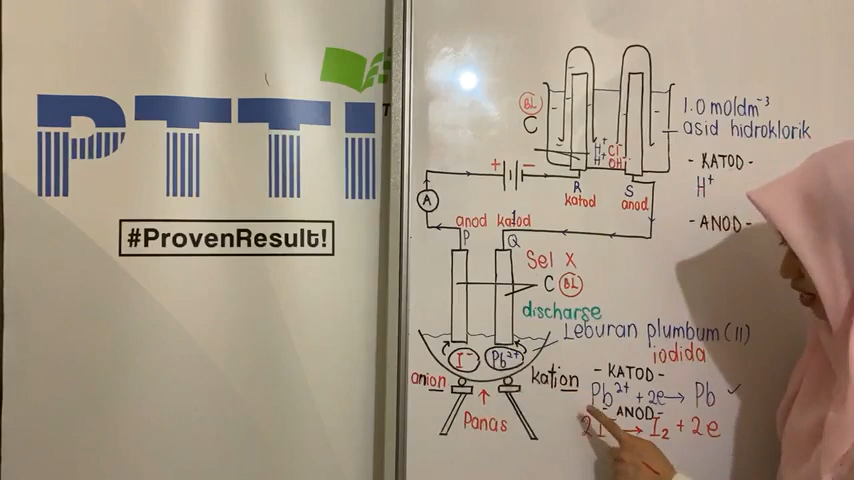 PTTI
#ProvenResult!
BL
C
H+ Cl-
H+ OH-
1.0 moldm-3
asid hidroklorik
- KATOD -
H+
- ANOD -
+ -
R S
katod anod
A
anod katod
P Q
Sel X
C BL
discharge
Leburan plumbum (II)
iodida
I- Pb2+
anion kation
Panas
- KATOD -
Pb2+ + 2e → Pb ✓
- ANOD -
2I- → I2 + 2e